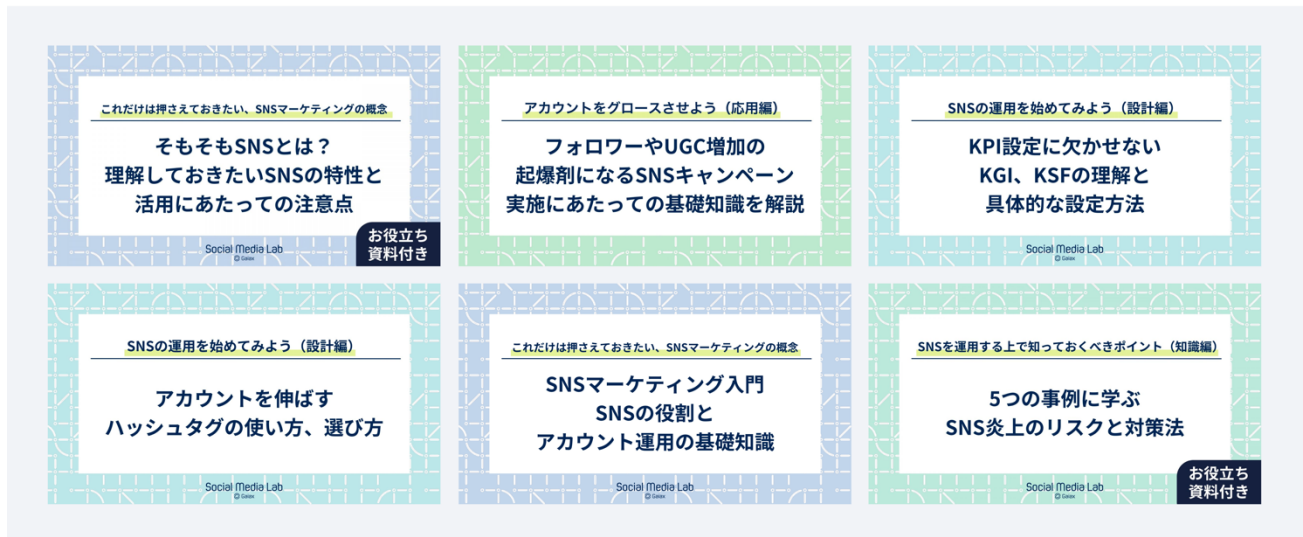 これだけは押さえておきたい、SNSマーケティングの概念
そもそもSNSとは？
理解しておきたいSNSの特性と
活用にあたっての注意点
Social Media Lab
Gaiax
お役立ち
資料付き
アカウントをグロースさせよう（応用編）
フォロワーやUGC増加の
起爆剤になるSNSキャンペーン
実施にあたっての基礎知識を解説
SNSの運用を始めてみよう（設計編）
KPI設定に欠かせない
KGI、KSFの理解と
具体的な設定方法
Social Media Lab
Gaiax
SNSの運用を始めてみよう（設計編）
アカウントを伸ばす
ハッシュタグの使い方、選び方
Social Media Lab
Gaiax
これだけは押さえておきたい、SNSマーケティングの概念
SNSマーケティング入門
SNSの役割と
アカウント運用の基礎知識
Social Media Lab
Gaiax
SNSを運用する上で知っておくべきポイント（知識編）
5つの事例に学ぶ
SNS炎上のリスクと対策法
Social Media Lab
Gaiax
お役立ち
資料付き